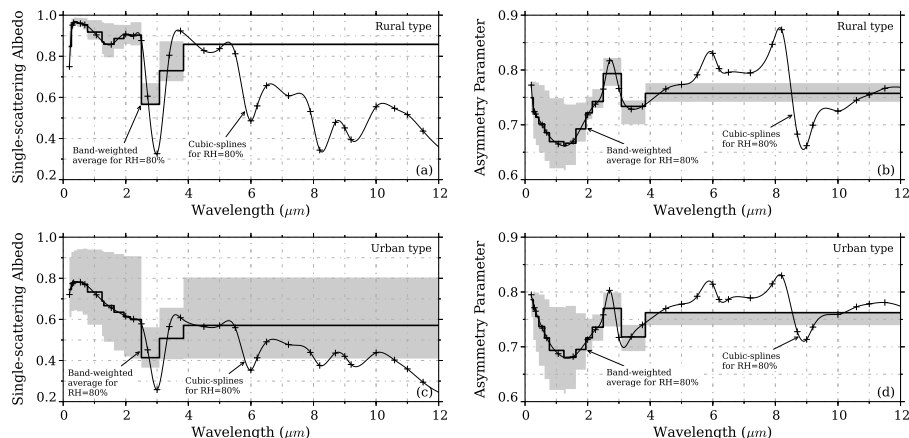 Single-scattering Albedo
1.0
0.8
0.6
0.4
0.2
Rural type
Band-weighted
average for RH=80%
Cubic-splines
for RH=80%
(a)
0 2 4 6 8 10 12
Wavelength (μm)
Asymmetry Parameter
0.9
0.8
0.7
0.6
Rural type
Band-weighted
average for RH=80%
Cubic-splines
for RH=80%
(b)
0 2 4 6 8 10 12
Wavelength (μm)
Single-scattering Albedo
1.0
0.8
0.6
0.4
0.2
Urban type
Band-weighted
average for
RH=80%
Cubic-splines
for RH=80%
(c)
0 2 4 6 8 10 12
Wavelength (μm)
Asymmetry Parameter
0.9
0.8
0.7
0.6
Urban type
Band-weighted
average for RH=80%
Cubic-splines
for RH=80%
(d)
0 2 4 6 8 10 12
Wavelength (μm)